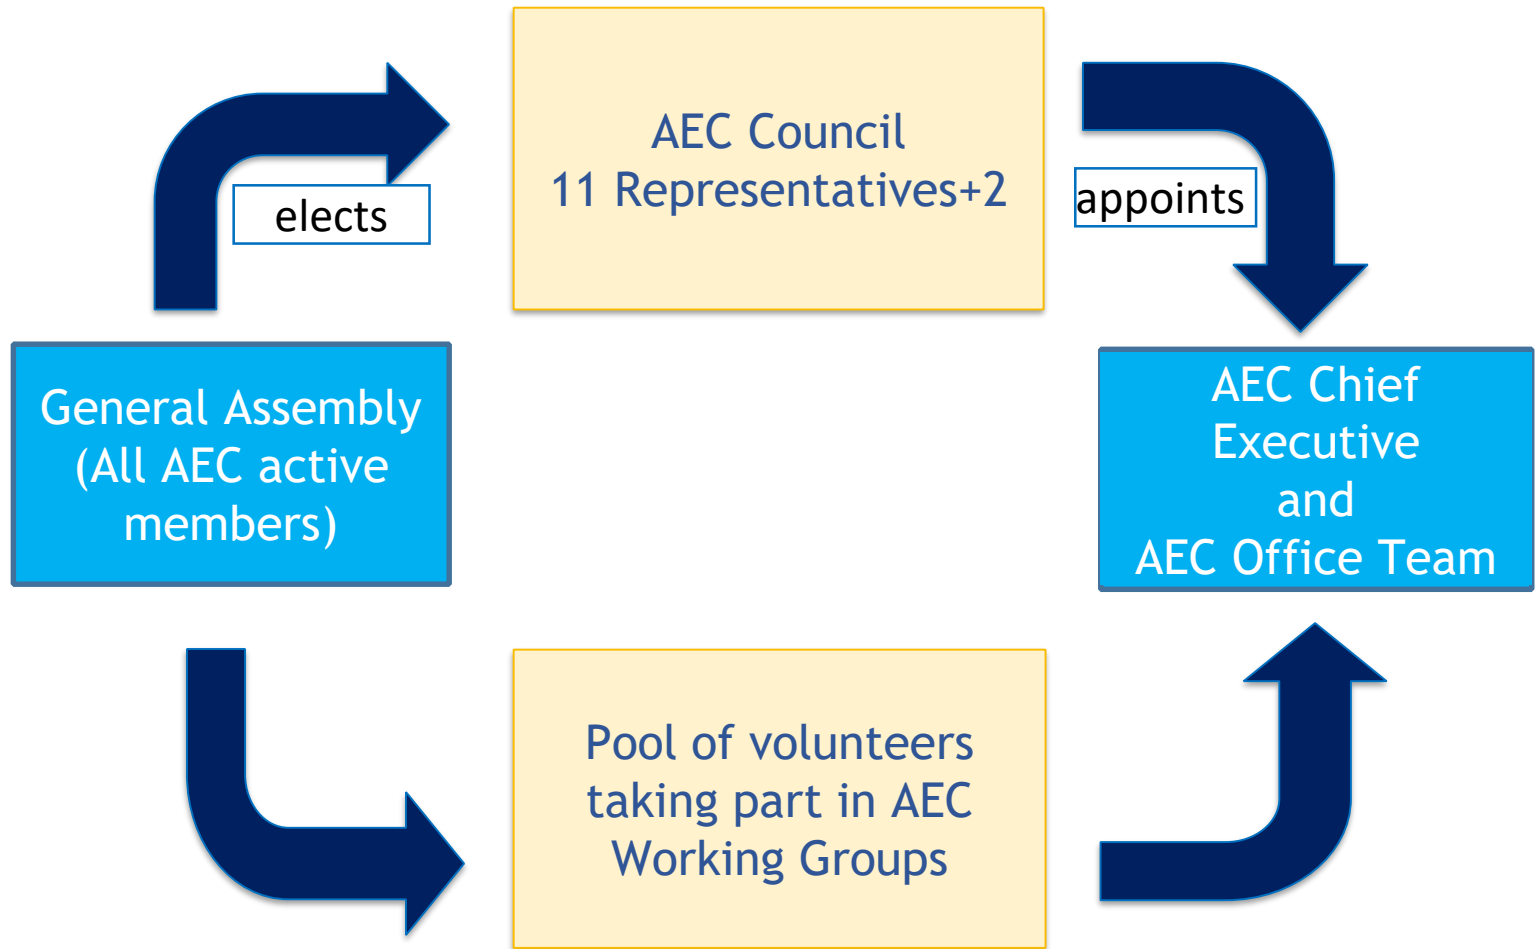 AEC Council
11 Representatives+2
elects
appoints
General Assembly
(All AEC active
members)
AEC Chief
Executive
and
AEC Office Team
Pool of volunteers
taking part in AEC
Working Groups